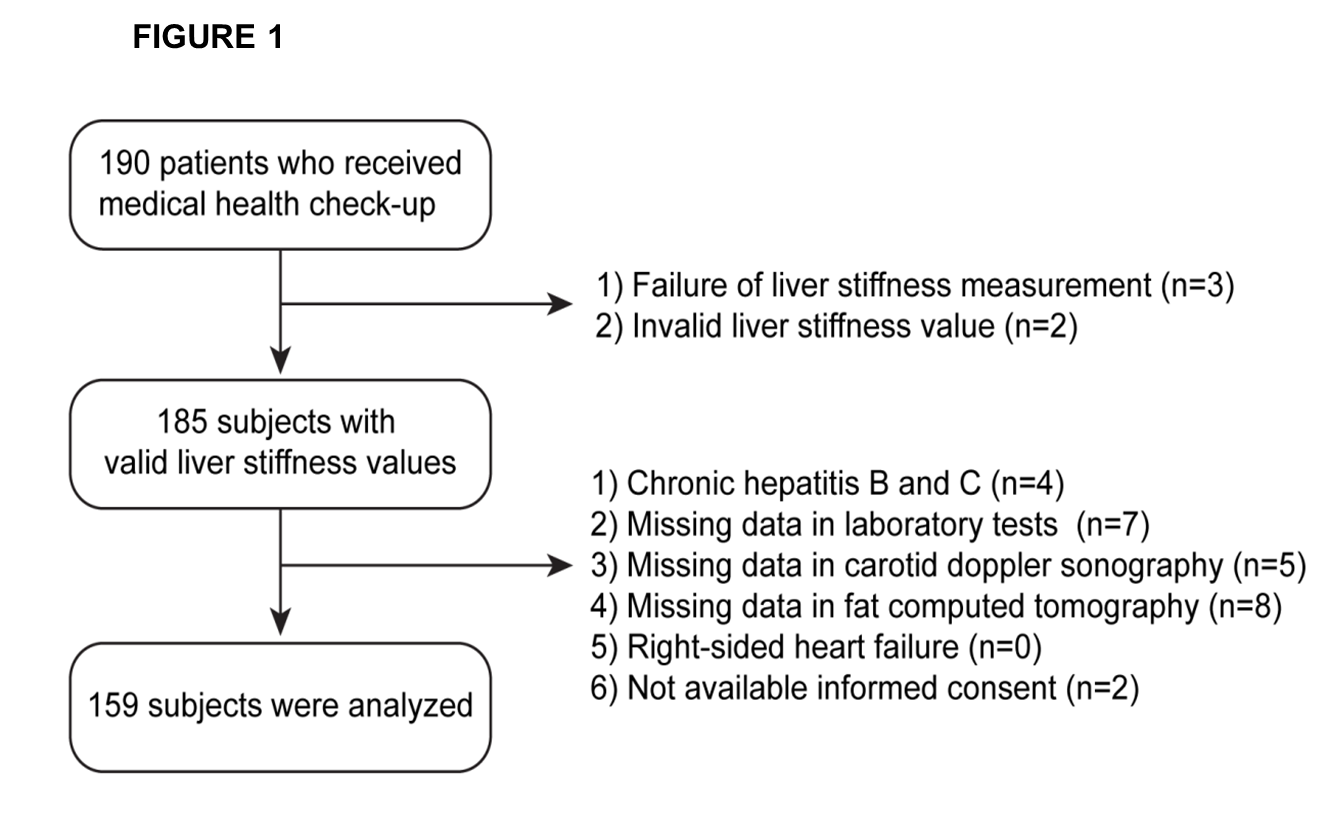 FIGURE 1
190 patients who received
medical health check-up
1) Failure of liver stiffness measurement (n=3)
2) Invalid liver stiffness value (n=2)
185 subjects with
valid liver stiffness values
1) Chronic hepatitis B and C (n=4)
2) Missing data in laboratory tests  (n=7)
3) Missing data in carotid doppler sonography (n=5)
4) Missing data in fat computed tomography (n=8)
5) Right-sided heart failure (n=0)
6) Not available informed consent (n=2)
159 subjects were analyzed